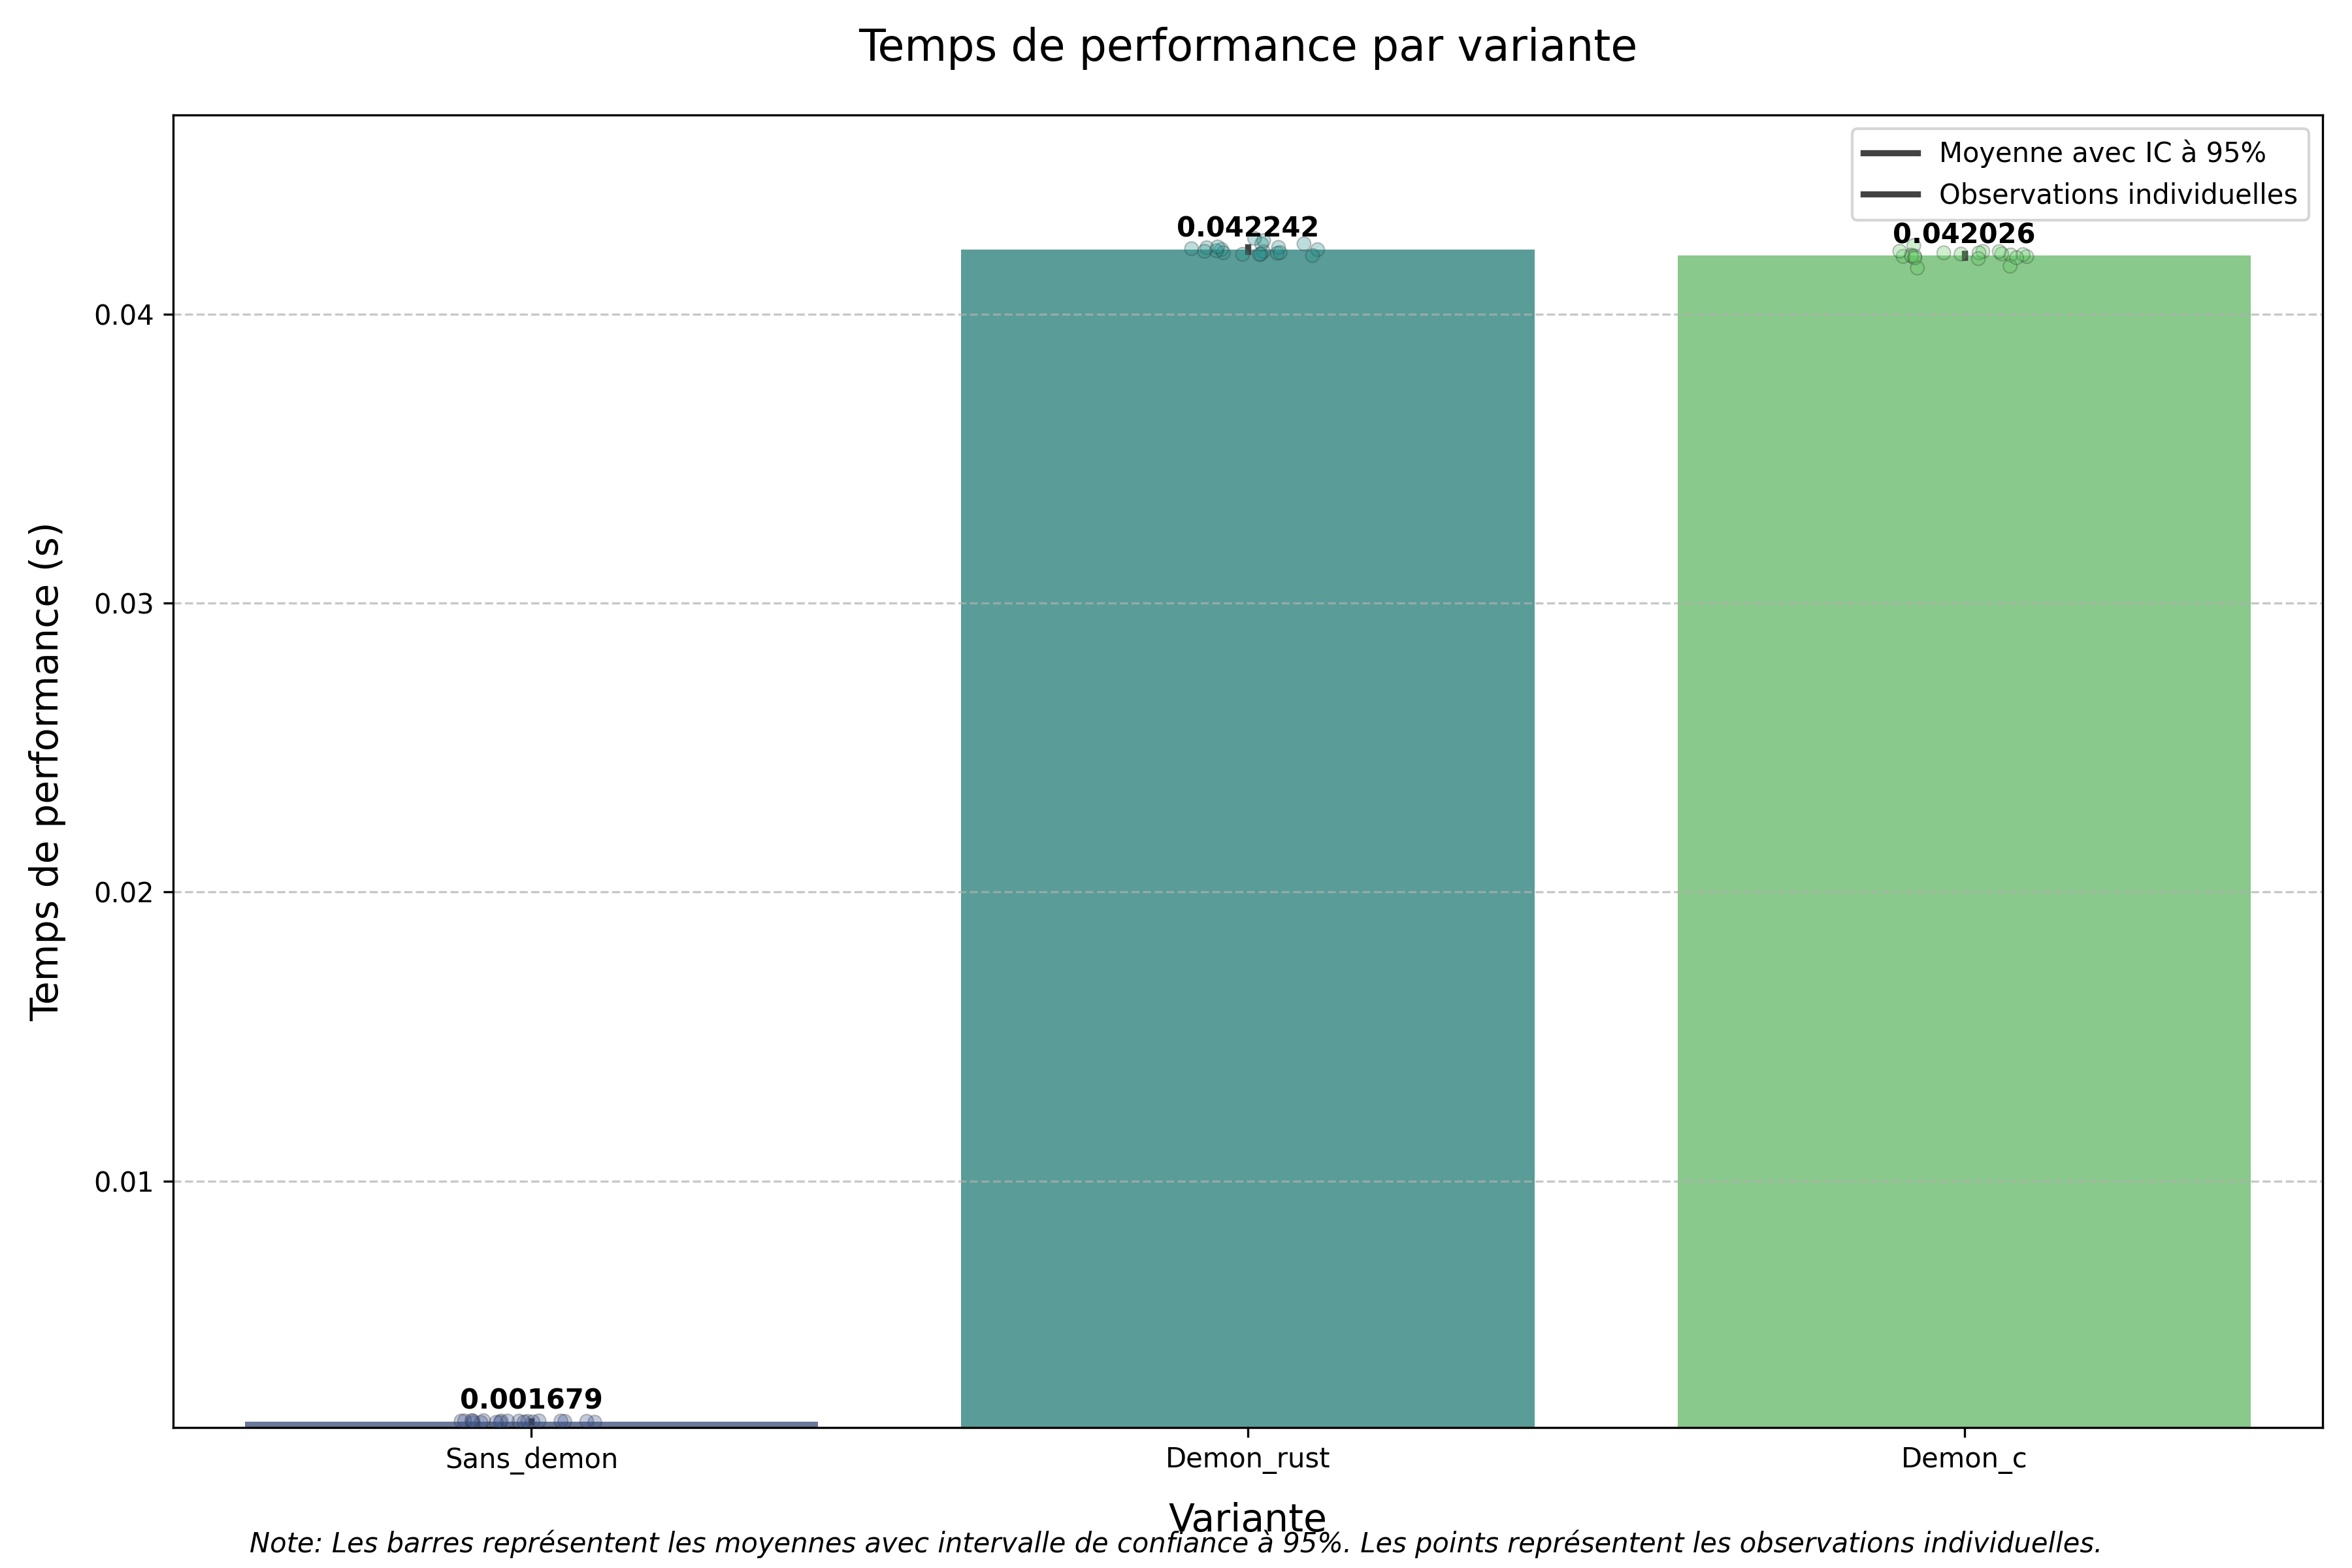 Temps de performance par variante
Moyenne avec IC à 95%
Observations individuelles
0.042242
0.042026
0.04
0.03
0.02
0.01
Temps de performance (s)
0.001679
Sans_demon
Demon_rust
Demon_c
Variante
Note: Les barres représentent les moyennes avec intervalle de confiance à 95%. Les points représentent les observations individuelles.